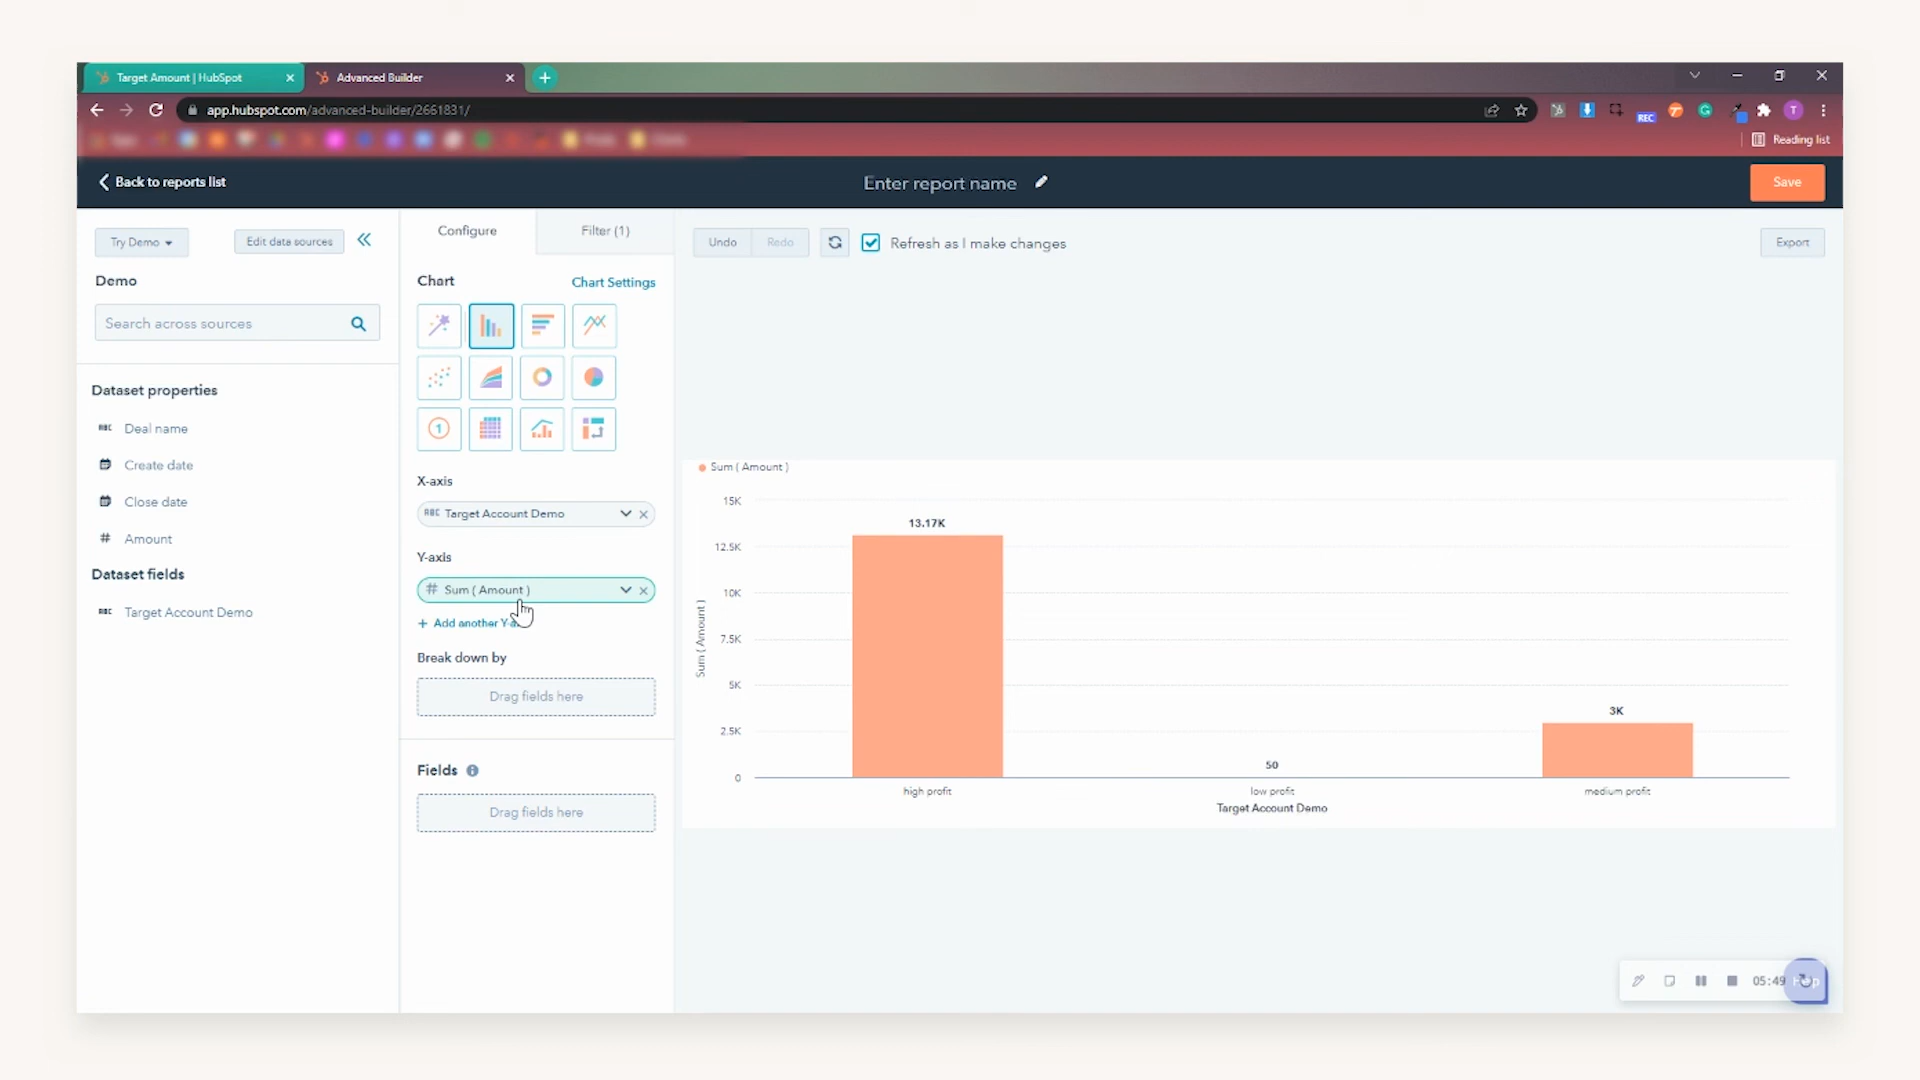 Target Amount | HubSpot
Advanced Builder
app.hubspot.com/advanced-builder/2661831/
REC
T
Reading list
Back to reports list
Enter report name
Save
Try Demo
Edit data sources
Demo
Search across sources
Dataset properties
ABC Deal name
Create date
Close date
# Amount
Dataset fields
ABC Target Account Demo
Configure
Filter (1)
Chart
Chart Settings
1
X-axis
ABC Target Account Demo
Y-axis
# Sum ( Amount )
+ Add another Y-a
Break down by
Drag fields here
Fields
Drag fields here
Undo
Redo
Refresh as I make changes
Export
Sum ( Amount )
15K
12.5K
10K
7.5K
5K
2.5K
0
Sum ( Amount )
13.17K
50
3K
high profit
low profit
medium profit
Target Account Demo
05:49